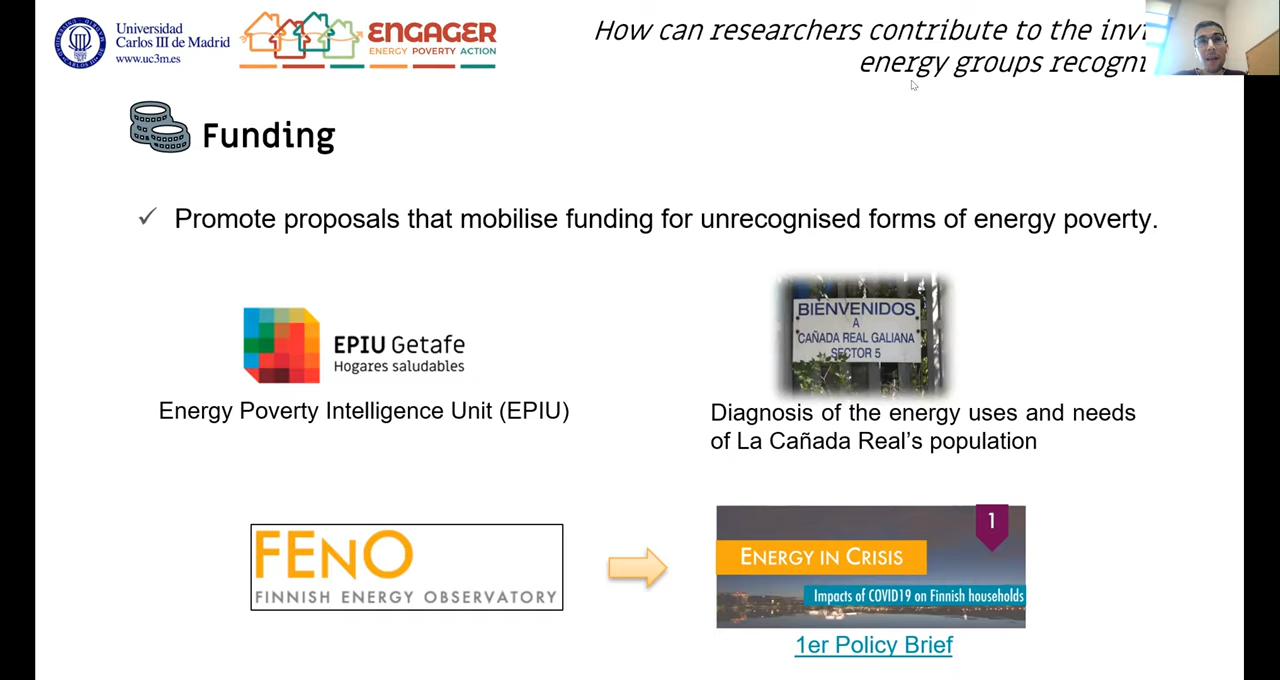 Universidad
Carlos III de Madrid
www.uc3m.es
ENGAGER
ENERGY POVERTY ACTION
How can researchers contribute to the
energy groups
Funding
✓ Promote proposals that mobilise funding for unrecognised forms of energy poverty.
EPIU Getafe
Hogares saludables
Energy Poverty Intelligence Unit (EPIU)
BIENVENIDOS
A
CAÑADA REAL GALIANA
SECTOR 5
Diagnosis of the energy uses and needs
of La Cañada Real's population
FENO
FINNISH ENERGY OBSERVATORY
1
ENERGY IN CRISIS
Impacts of COVID19 on Finnish households
1er Policy Brief